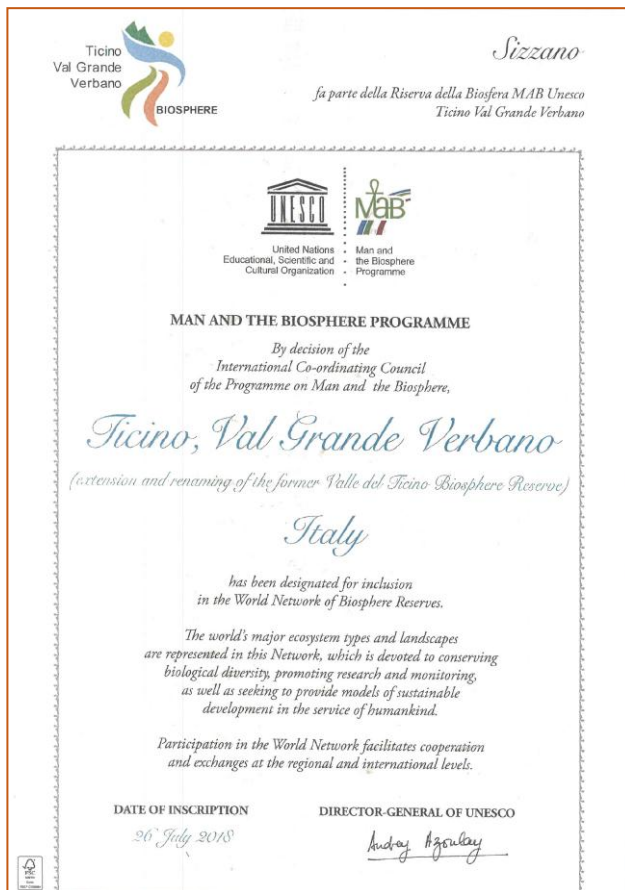 Ticino
Val Grande
Verbano
BIOSPHERE
Sizzano
fa parte della Riserva della Biosfera MAB Unesco
Ticino Val Grande Verbano
UNESCO
MaB
United Nations
Educational, Scientific and
Cultural Organization
Man and
the Biosphere
Programme
MAN AND THE BIOSPHERE PROGRAMME
By decision of the
International Co-ordinating Council
of the Programme on Man and the Biosphere,
Ticino, Val Grande Verbano
(extension and renaming of the former Valle del Ticino Biosphere Reserve)
Italy
has been designated for inclusion
in the World Network of Biosphere Reserves.
The world's major ecosystem types and landscapes
are represented in this Network, which is devoted to conserving
biological diversity, promoting research and monitoring,
as well as seeking to provide models of sustainable
development in the service of humankind.
Participation in the World Network facilitates cooperation
and exchanges at the regional and international levels.
DATE OF INSCRIPTION
26 July 2018
DIRECTOR-GENERAL OF UNESCO
Audrey Azoulay
FSC